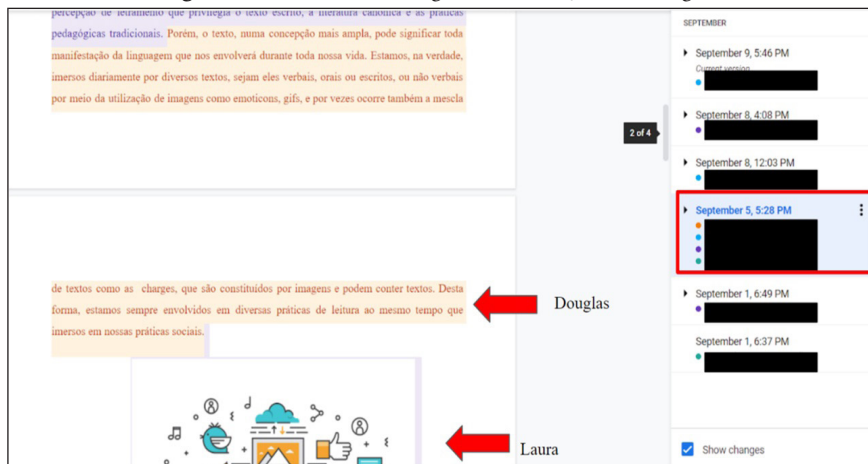 percepção de letramento que privilegia o texto escrito, a literatura canônica e as práticas
pedagógicas tradicionais. Porém, o texto, numa concepção mais ampla, pode significar toda
manifestação da linguagem que nos envolverá durante toda nossa vida. Estamos, na verdade,
imersos diariamente por diversos textos, sejam eles verbais, orais ou escritos, ou não verbais
por meio da utilização de imagens como emoticons, gifs, e por vezes ocorre também a mescla
de textos como as charges, que são constituídos por imagens e podem conter textos. Desta
forma, estamos sempre envolvidos em diversas práticas de leitura ao mesmo tempo que
imersos em nossas práticas sociais.
Douglas
Laura
2 of 4
SEPTEMBER
September 9, 5:46 PM
Current version
September 8, 4:08 PM
September 8, 12:03 PM
September 5, 5:28 PM
September 1, 6:49 PM
September 1, 6:37 PM
Show changes